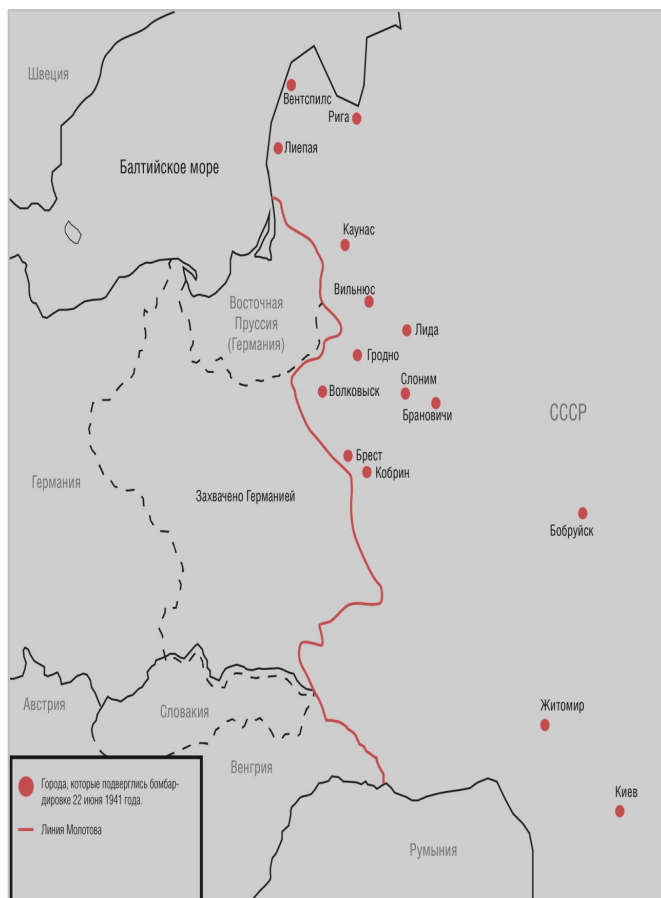 Швеция
Вентспилс
Рига
Лиепая
Балтийское море
Каунас
Вильнюс
Восточная
Пруссия
(Германия)
Лида
Гродно
Волковыск
Слоним
Брановичи
СССР
Брест
Кобрин
Германия
Захвачено Германией
Бобруйск
Австрия
Словакия
Житомир
Венгрия
Города, которые подверглись бомбар-
дировке 22 июня 1941 года.
Линия Молотова
Киев
Румыния